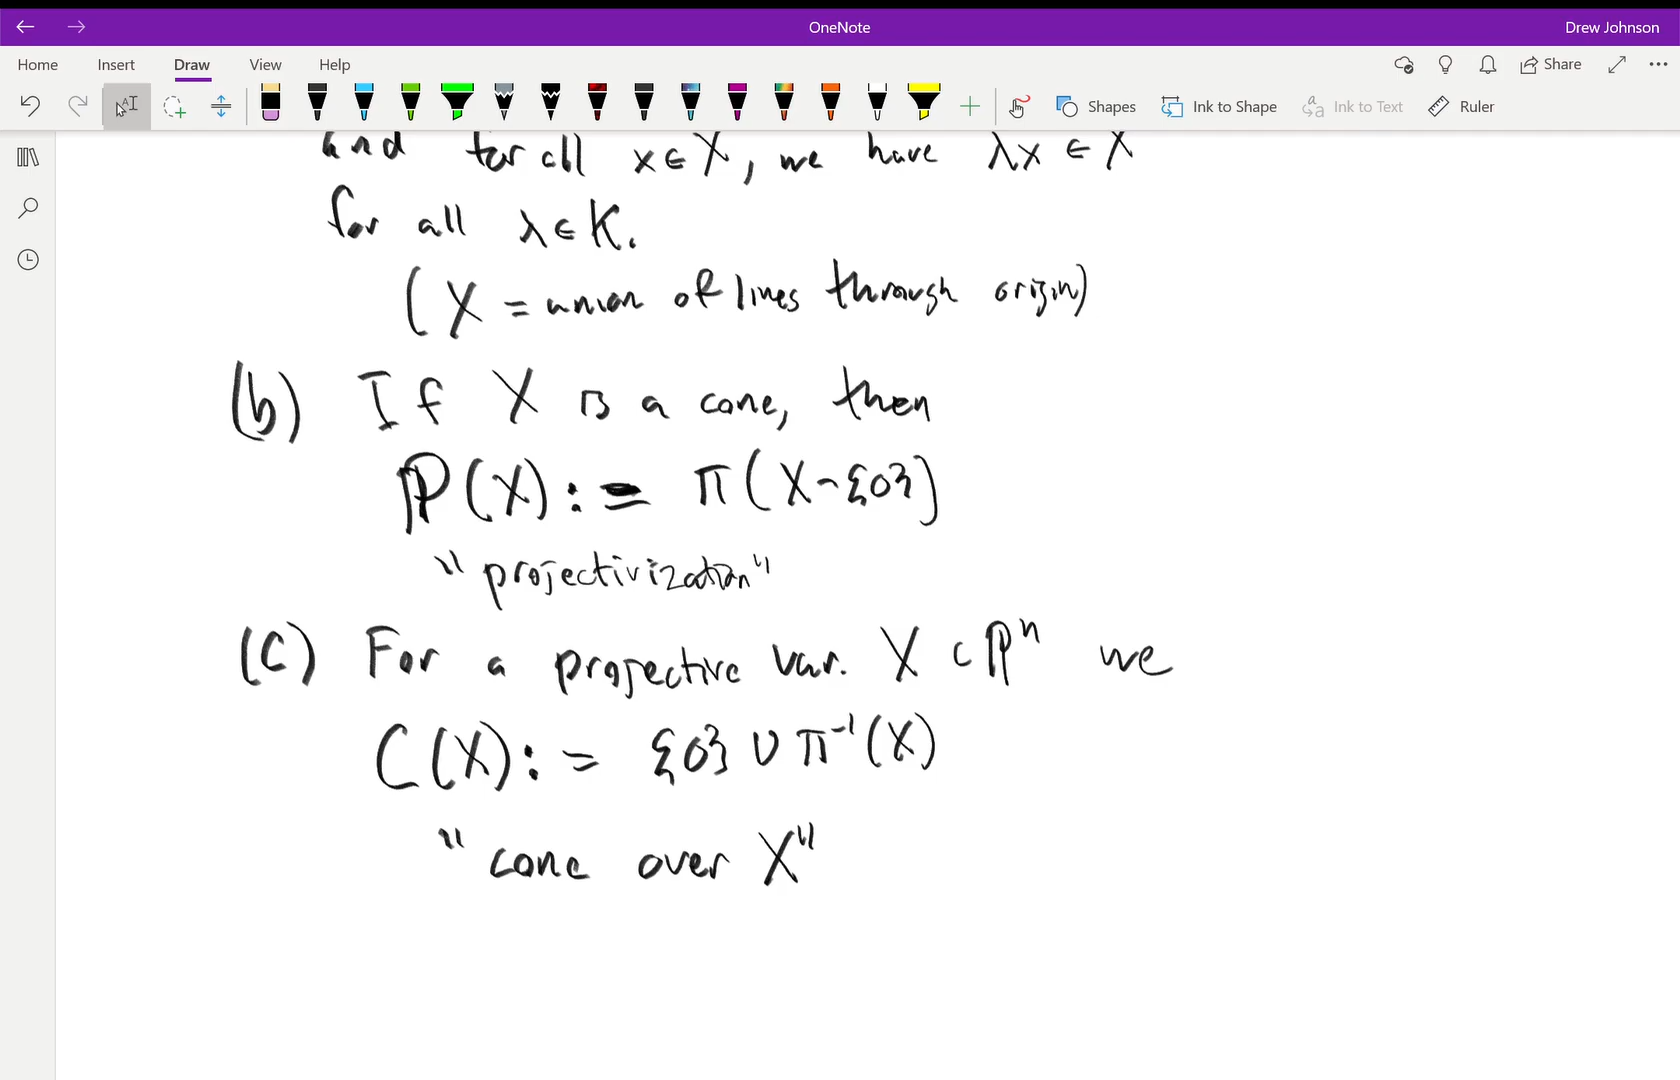 OneNote
Drew Johnson
Home Insert Draw View Help
Share
Shapes Ink to Shape Ink to Text Ruler
and for all x ∈ X, we have λx ∈ X
for all λ ∈ K.
(X = union of lines through origin)
(b) If X is a cone, then
ℙ(X) := π(X-{0})
"projectivization"
(C) For a projective var. X ⊂ ℙⁿ we
C(X) := {0} ∪ π⁻¹(X)
"cone over X"